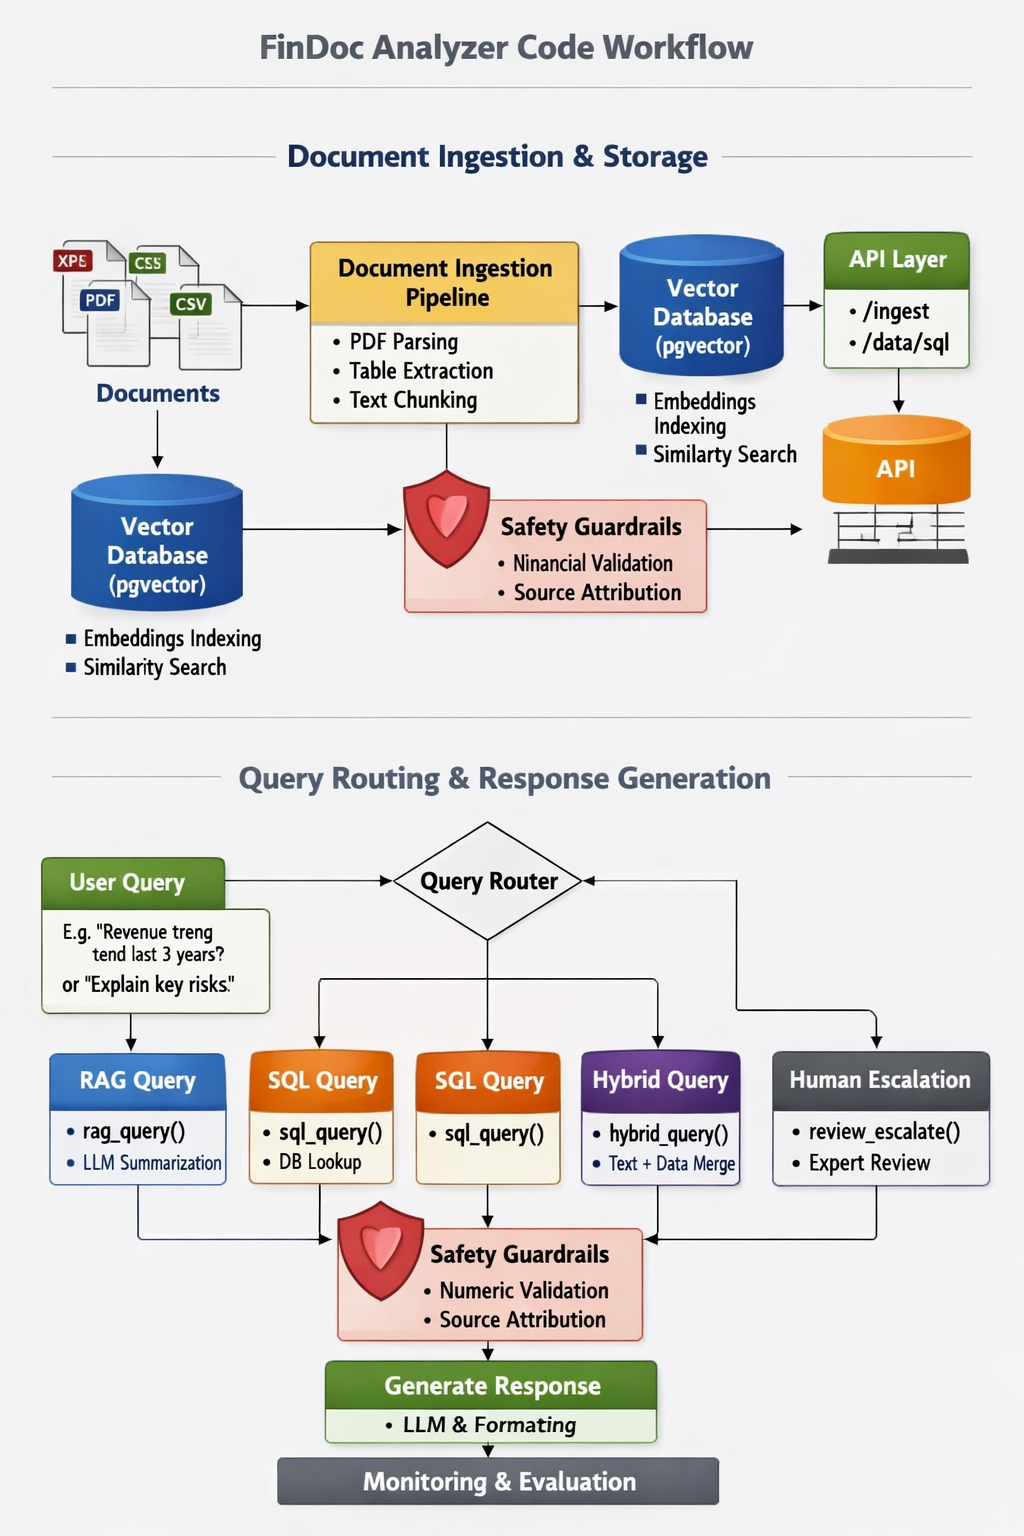 FinDoc Analyzer Code Workflow
Document Ingestion & Storage
XPS
CSS
PDF
CSV
Documents
Document Ingestion
Pipeline
• PDF Parsing
• Table Extraction
• Text Chunking
Vector
Database
(pgvector)
■ Embeddings
Indexing
■ Similarty Search
API Layer
• /ingest
• /data/sql
API
Vector
Database
(pgvector)
■ Embeddings Indexing
■ Similarity Search
Safety Guardrails
• Ninancial Validation
• Source Attribution
Query Routing & Response Generation
User Query
E.g. "Revenue treng
tend last 3 years?
or "Explain key risks."
Query Router
RAG Query
• rag_query()
• LLM Summarization
SQL Query
• sql_query()
• DB Lookup
SGL Query
• sql_query()
Hybrid Query
• hybrid_query()
• Text + Data Merge
Human Escalation
• review_escalate()
• Expert Review
Safety Guardrails
• Numeric Validation
• Source Attribution
Generate Response
• LLM & Formating
Monitoring & Evaluation